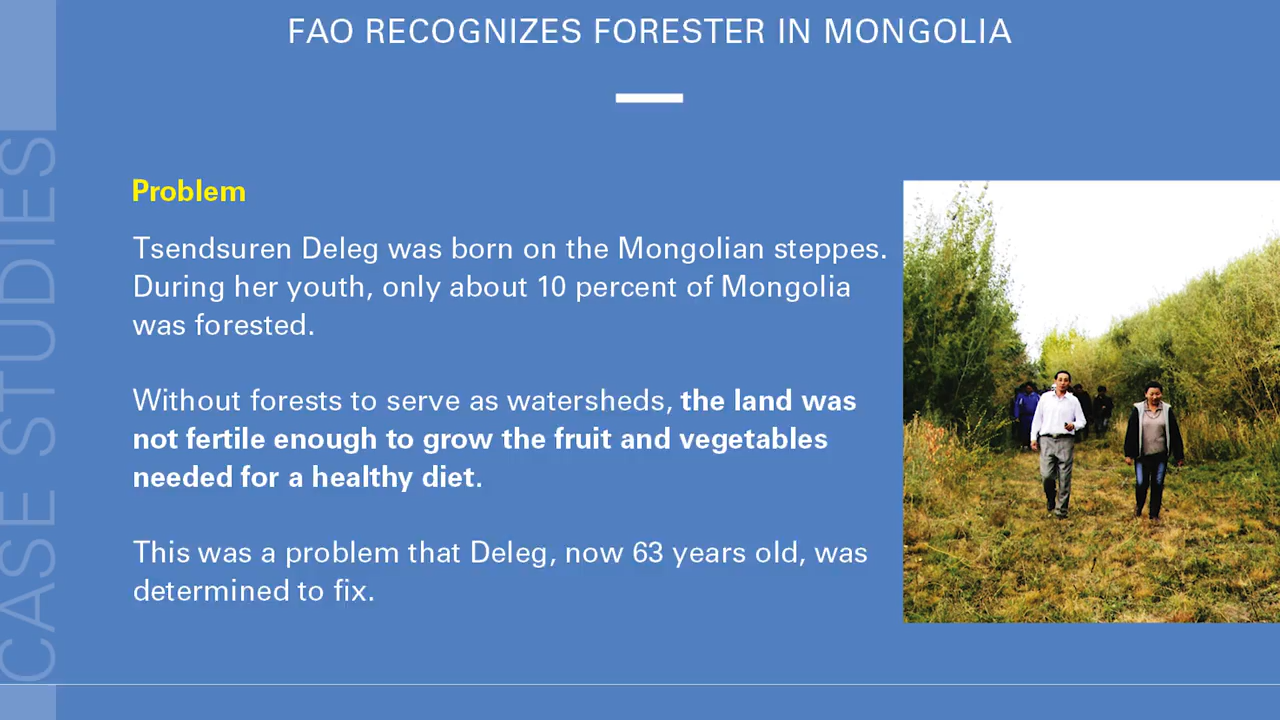 FAO RECOGNIZES FORESTER IN MONGOLIA
CASE STUDIES
Problem
Tsendsuren Deleg was born on the Mongolian steppes.
During her youth, only about 10 percent of Mongolia
was forested.
Without forests to serve as watersheds, the land was
not fertile enough to grow the fruit and vegetables
needed for a healthy diet.
This was a problem that Deleg, now 63 years old, was
determined to fix.